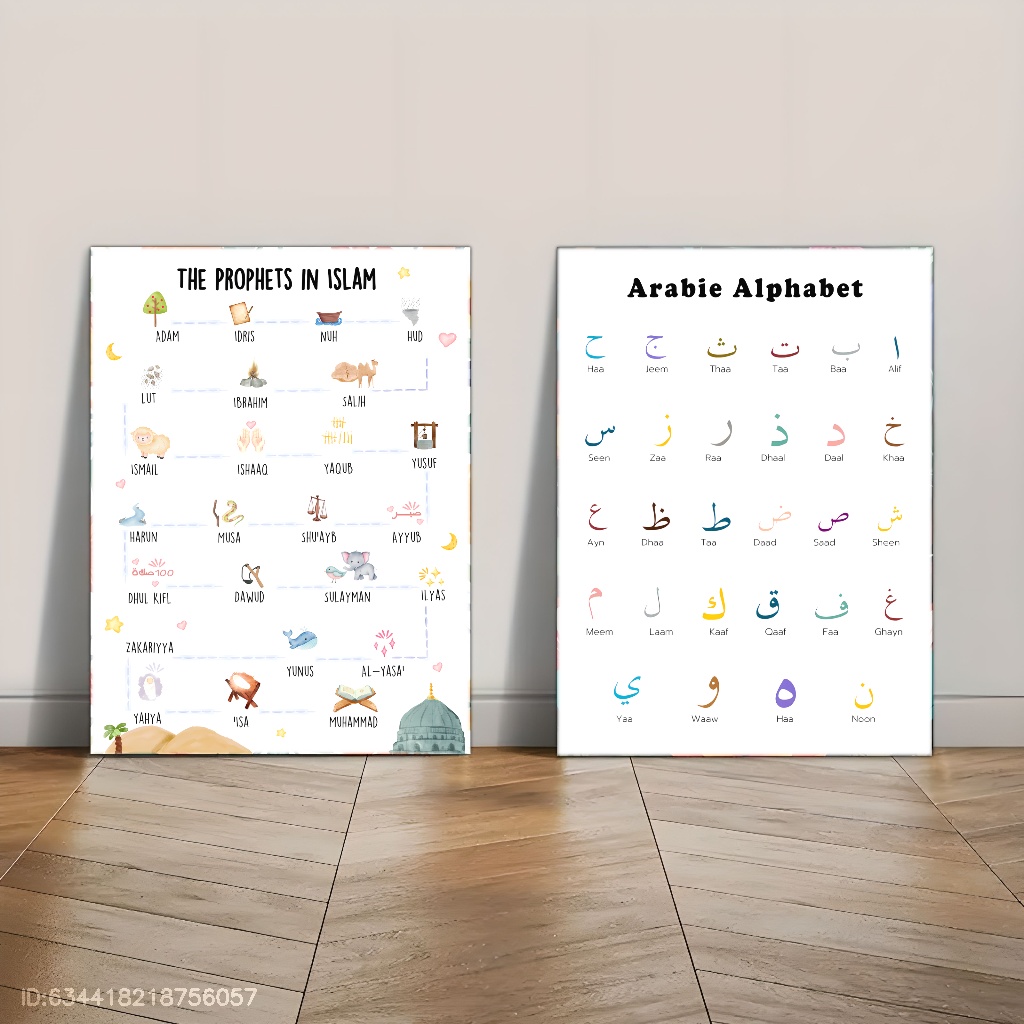 THE PROPHETS IN ISLAM
ADAM IDRIS NUH HUD
LUT IBRAHIM SALIH
ISMAIL ISHAAQ YAQUB YUSUF
صبر
HARUN MUSA SHU'AYB AYYUB
100صلاة
DHUL RIFL DAWUD SULAYMAN ILYAS
ZAKARIYYA
YUNUS AL-YASA'
YAHYA 'ISA MUHAMMAD
Arabie Alphabet
ا ب ت ث ج ح
Haa Jeem Thaa Taa Baa Alif
خ د ذ ر ز س
Seen Zaa Raa Dhaal Daal Khaa
ش ص ض ط ظ ع
Ayn Dhaa Taa Daad Saad Sheen
غ ف ق ك ل م
Meem Laam Kaaf Qaaf Faa Ghayn
ن ه و ي
Yaa Waaw Haa Noon
ID:634418218756057